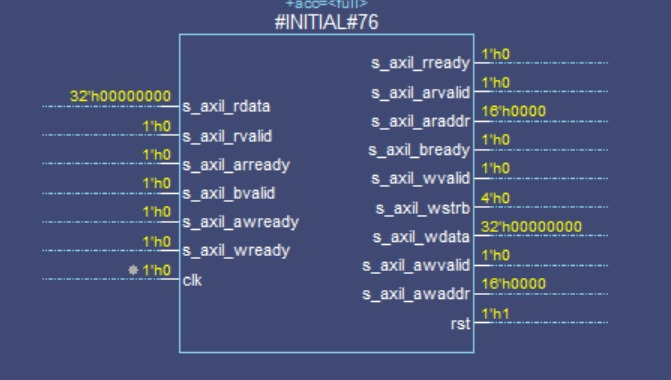 +acc=<full>
#INITIAL#76
s_axil_rready 1'h0
s_axil_arvalid 1'h0
32'h00000000 s_axil_rdata
s_axil_araddr 16'h0000
1'h0 s_axil_rvalid
s_axil_bready 1'h0
1'h0 s_axil_arready
s_axil_wvalid 1'h0
1'h0 s_axil_bvalid
s_axil_wstrb 4'h0
1'h0 s_axil_awready
s_axil_wdata 32'h00000000
1'h0 s_axil_wready
s_axil_awvalid 1'h0
1'h0 clk
s_axil_awaddr 16'h0000
rst 1'h1